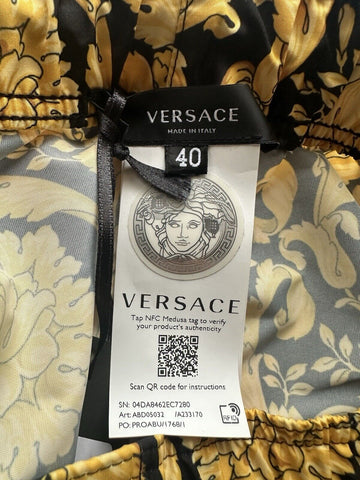 VERSACE
MADE IN ITALY
40
VERSACE
Tap NFC Medusa tag to verify
your product's authenticity
Scan QR code for instructions
SN: 04DA8462EC7280
Art: ABD05032 /A233170
PO: PROABU/1768/1